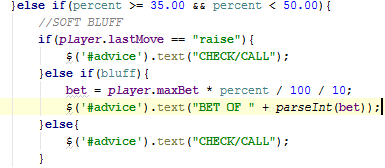 }else if(percent >= 35.00 && percent < 50.00){
//SOFT BLUFF
if(player.lastMove == "raise"){
$('#advice').text("CHECK/CALL");
}else if(bluff){
bet = player.maxBet * percent / 100 / 10;
$('#advice').text("BET OF " + parseInt(bet));
}else{
$('#advice').text("CHECK/CALL");
}